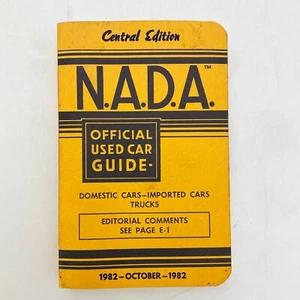 Central Edition
N.A.D.A.™
OFFICIAL
USED CAR
GUIDE-
DOMESTIC CARS—IMPORTED CARS
TRUCKS
EDITORIAL COMMENTS
SEE PAGE E-1
1982—OCTOBER—1982